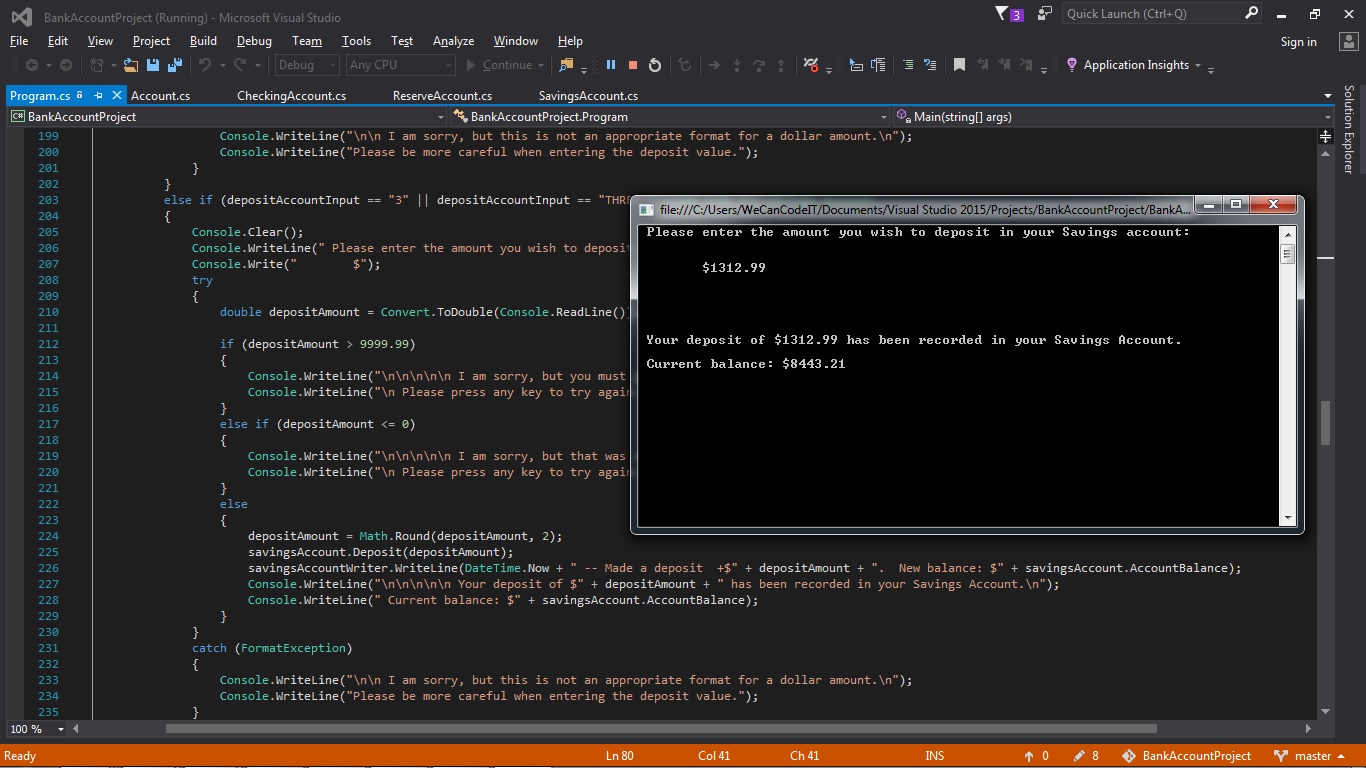 BankAccountProject (Running) - Microsoft Visual Studio
3
Quick Launch (Ctrl+Q)
File Edit View Project Build Debug Team Tools Test Analyze Window Help
Sign in
Debug Any CPU Continue Application Insights
Program.cs Account.cs CheckingAccount.cs ReserveAccount.cs SavingsAccount.cs
Solution Explorer
C# BankAccountProject BankAccountProject.Program Main(string[] args)
199 Console.WriteLine("\n\n I am sorry, but this is not an appropriate format for a dollar amount.\n");
200 Console.WriteLine("Please be more careful when entering the deposit value.");
201 }
202 }
203 else if (depositAccountInput == "3" || depositAccountInput == "THRE
204 {
205 Console.Clear();
206 Console.WriteLine(" Please enter the amount you wish to deposit
207 Console.Write("        $");
208 try
209 {
210 double depositAmount = Convert.ToDouble(Console.ReadLine())
211
212 if (depositAmount > 9999.99)
213 {
214 Console.WriteLine("\n\n\n\n\n I am sorry, but you must
215 Console.WriteLine("\n Please press any key to try again
216 }
217 else if (depositAmount <= 0)
218 {
219 Console.WriteLine("\n\n\n\n\n I am sorry, but that was
220 Console.WriteLine("\n Please press any key to try again
221 }
222 else
223 {
224 depositAmount = Math.Round(depositAmount, 2);
225 savingsAccount.Deposit(depositAmount);
226 savingsAccountWriter.WriteLine(DateTime.Now + " -- Made a deposit  +$" + depositAmount + ".  New balance: $" + savingsAccount.AccountBalance);
227 Console.WriteLine("\n\n\n\n\n Your deposit of $" + depositAmount + " has been recorded in your Savings Account.\n");
228 Console.WriteLine(" Current balance: $" + savingsAccount.AccountBalance);
229 }
230 }
231 catch (FormatException)
232 {
233 Console.WriteLine("\n\n I am sorry, but this is not an appropriate format for a dollar amount.\n");
234 Console.WriteLine("Please be more careful when entering the deposit value.");
235 }
file:///C:/Users/WeCanCodeIT/Documents/Visual Studio 2015/Projects/BankAccountProject/BankA...
Please enter the amount you wish to deposit in your Savings account:
$1312.99
Your deposit of $1312.99 has been recorded in your Savings Account.
Current balance: $8443.21
100 %
Ready Ln 80 Col 41 Ch 41 INS 0 8 BankAccountProject master